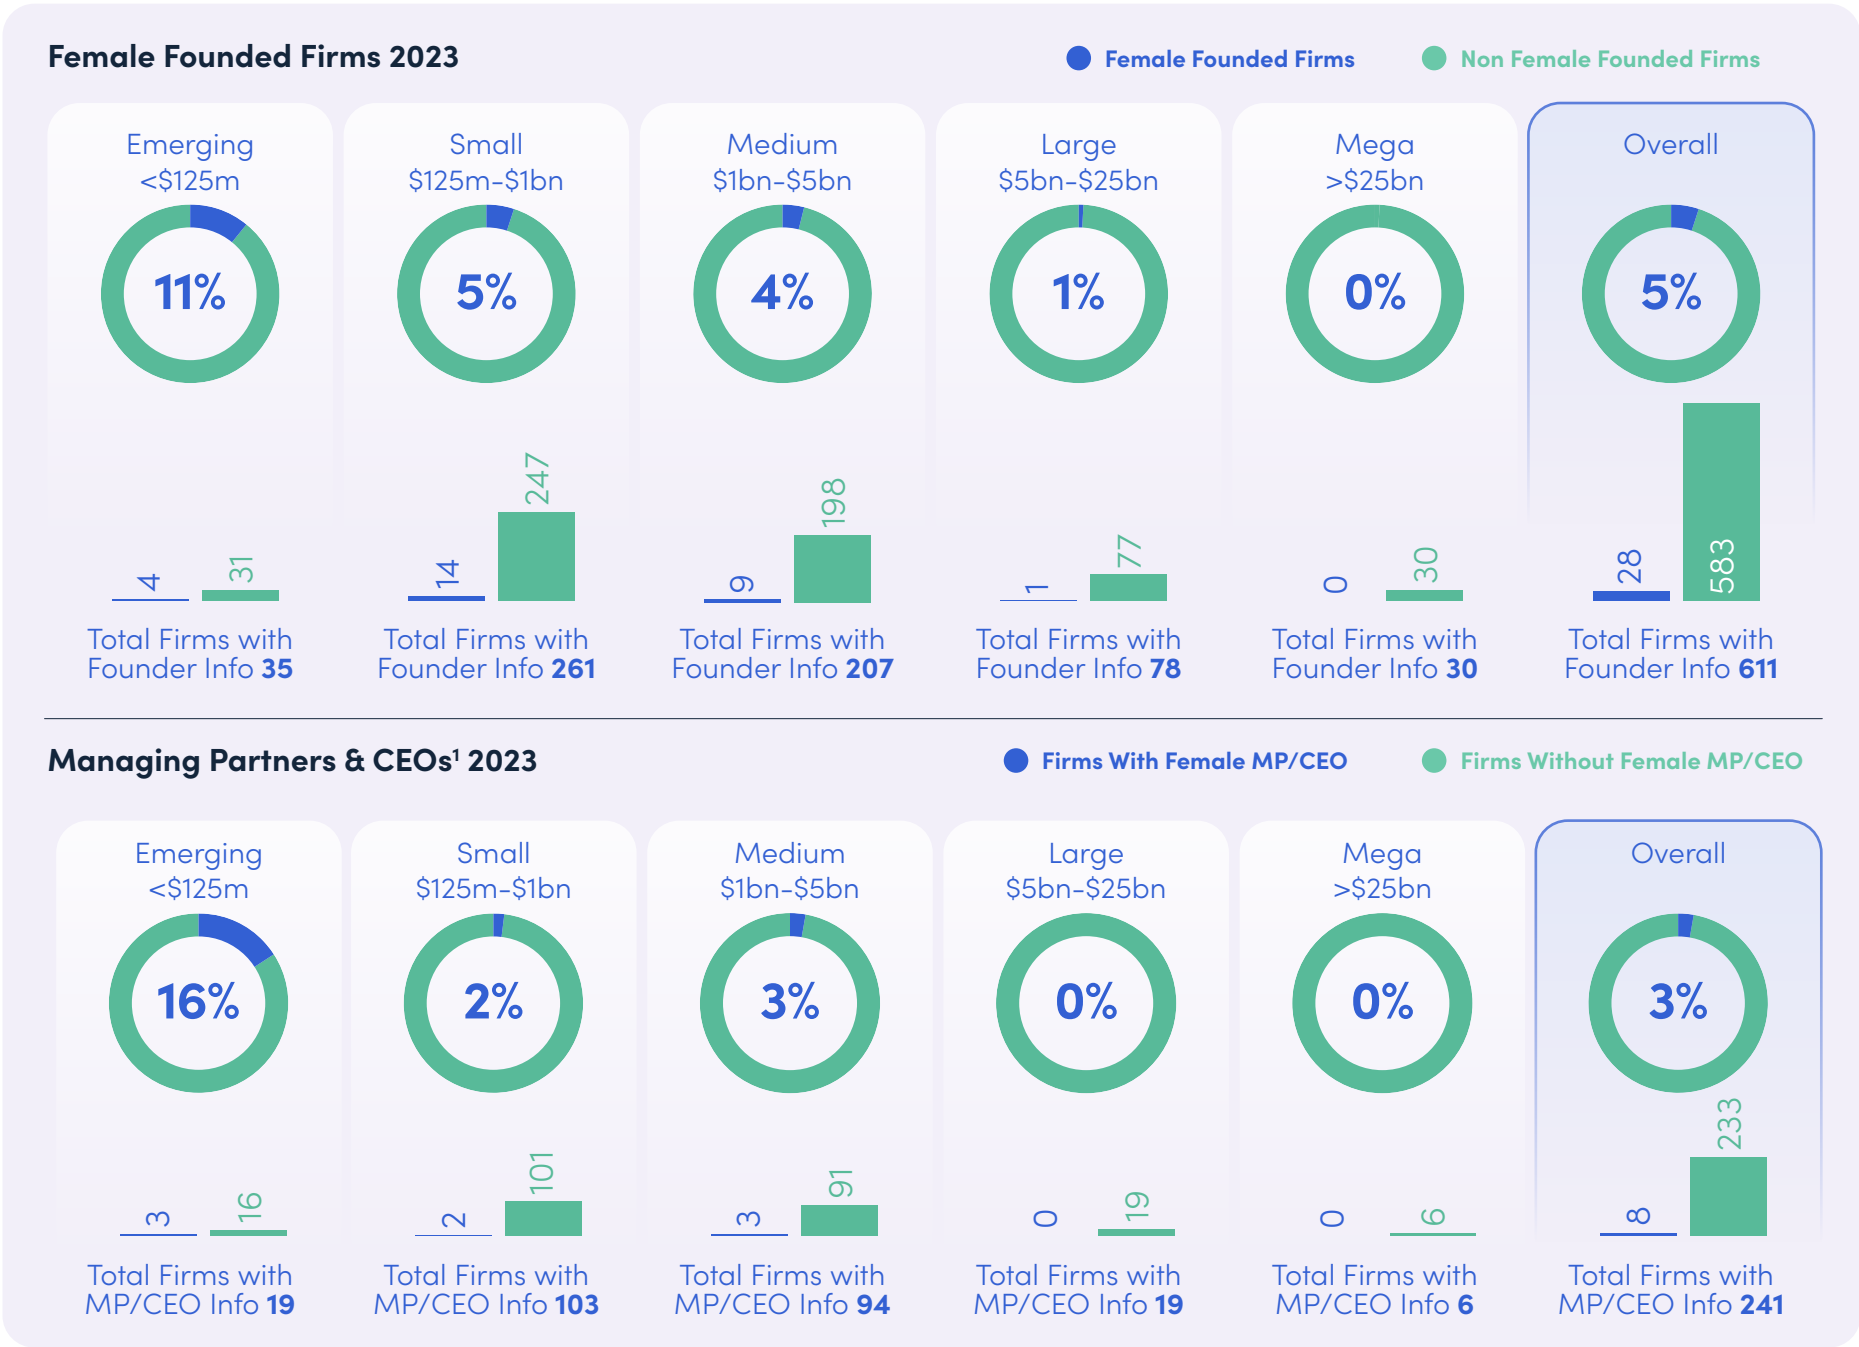 Female Founded Firms 2023
Female Founded Firms
Non Female Founded Firms
Emerging
<$125m
11%
4
31
Total Firms with
Founder Info 35
Small
$125m-$1bn
5%
14
247
Total Firms with
Founder Info 261
Medium
$1bn-$5bn
4%
9
198
Total Firms with
Founder Info 207
Large
$5bn-$25bn
1%
1
77
Total Firms with
Founder Info 78
Mega
>$25bn
0%
0
30
Total Firms with
Founder Info 30
Overall
5%
28
583
Total Firms with
Founder Info 611
Managing Partners & CEOs¹ 2023
Firms With Female MP/CEO
Firms Without Female MP/CEO
Emerging
<$125m
16%
3
16
Total Firms with
MP/CEO Info 19
Small
$125m-$1bn
2%
2
101
Total Firms with
MP/CEO Info 103
Medium
$1bn-$5bn
3%
3
91
Total Firms with
MP/CEO Info 94
Large
$5bn-$25bn
0%
0
19
Total Firms with
MP/CEO Info 19
Mega
>$25bn
0%
0
6
Total Firms with
MP/CEO Info 6
Overall
3%
8
233
Total Firms with
MP/CEO Info 241